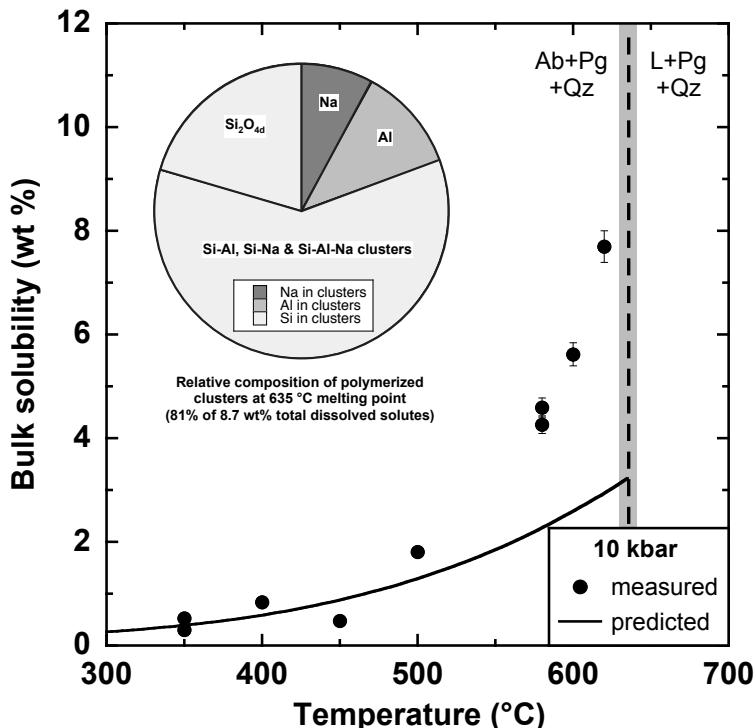 12
10
8
6
4
2
0
Bulk solubility (wt %)
Ab+Pg
+Qz
L+Pg
+Qz
Na
Al
Si2O4d
Si-Al, Si-Na & Si-Al-Na clusters
Na in clusters
Al in clusters
Si in clusters
Relative composition of polymerized
clusters at 635 °C melting point
(81% of 8.7 wt% total dissolved solutes)
10 kbar
measured
predicted
300
400
500
600
700
Temperature (°C)